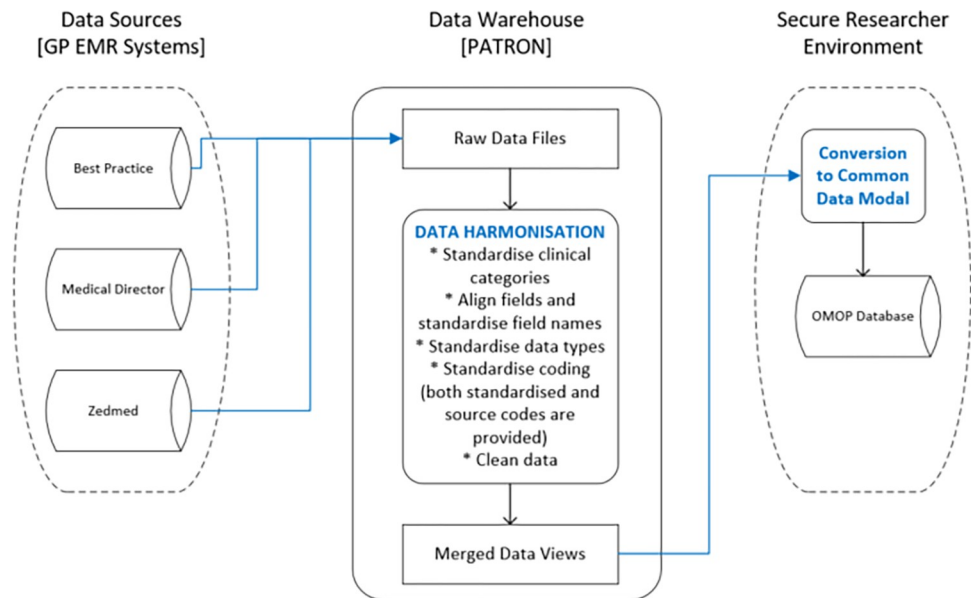 Data Sources
[GP EMR Systems]
Best Practice
Medical Director
Zedmed
Data Warehouse
[PATRON]
Raw Data Files
DATA HARMONISATION
* Standardise clinical
categories
* Align fields and
standardise field names
* Standardise data types
* Standardise coding
(both standardised and
source codes are
provided)
* Clean data
Merged Data Views
Secure Researcher
Environment
Conversion
to Common
Data Modal
OMOP Database